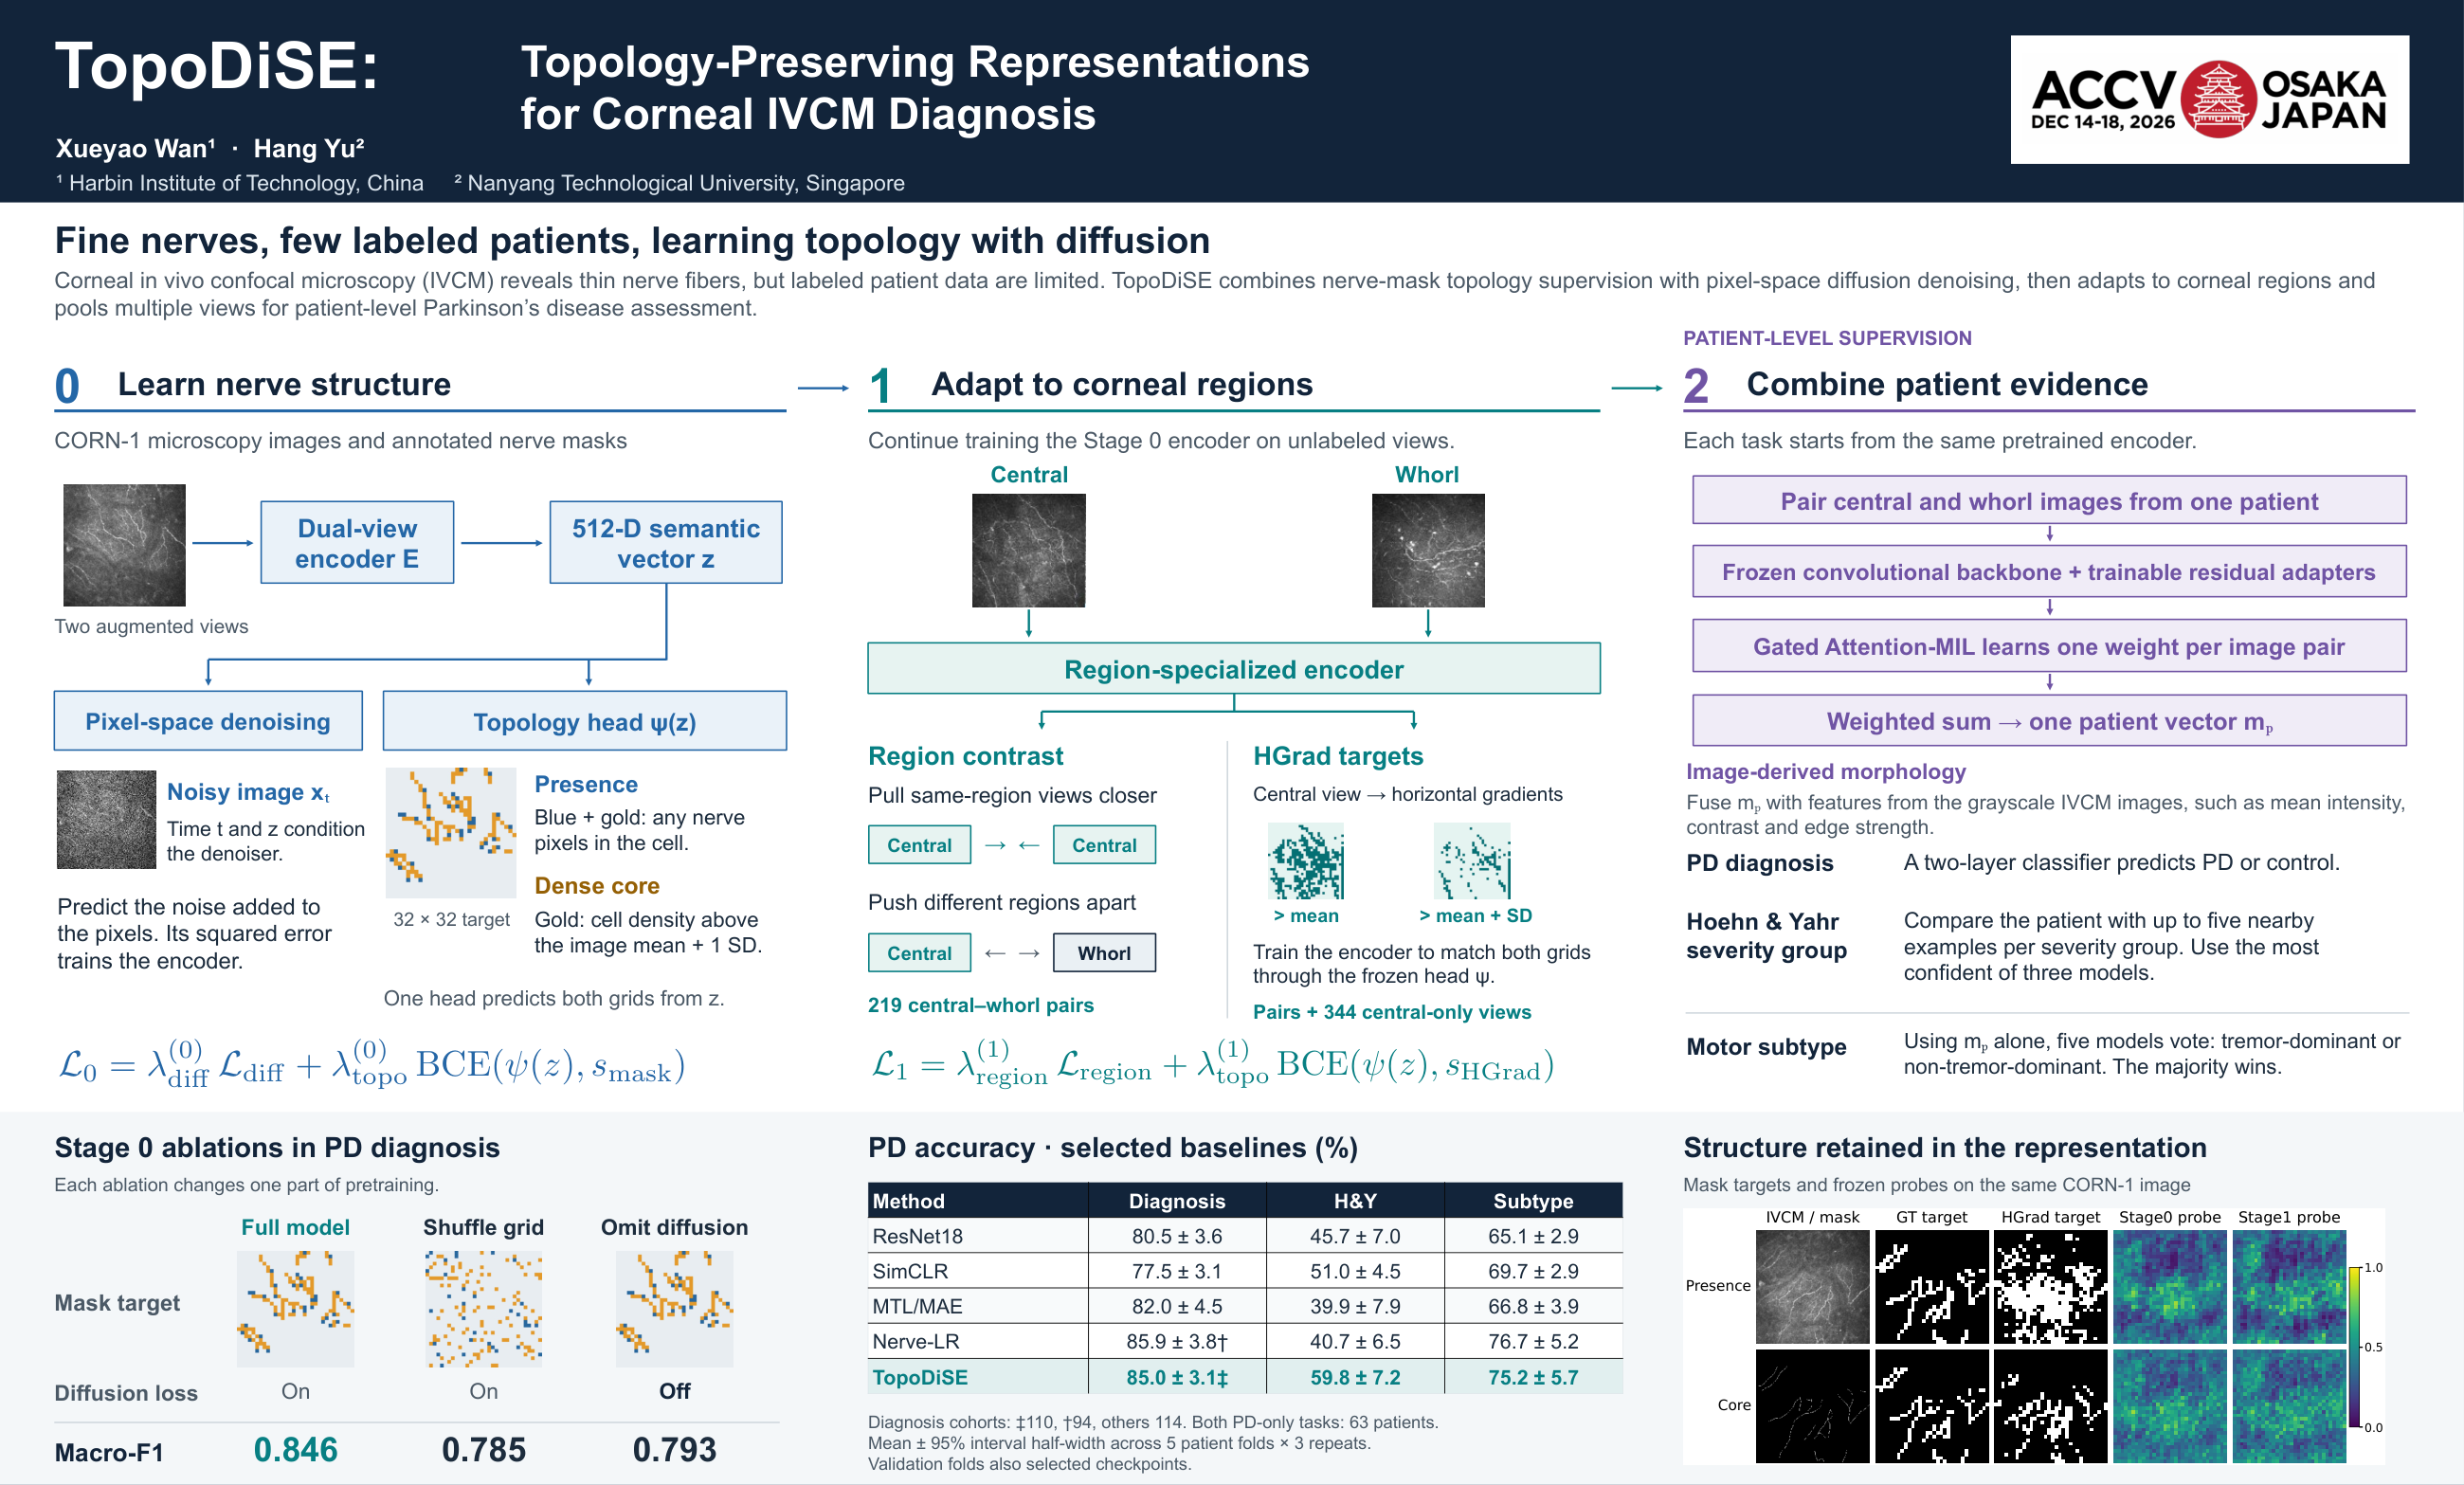 TopoDiSE:
Topology-Preserving Representations
for Corneal IVCM Diagnosis
Xueyao Wan¹ · Hang Yu²
¹ Harbin Institute of Technology, China ² Nanyang Technological University, Singapore
ACCV
DEC 14-18, 2026
OSAKA
JAPAN
Fine nerves, few labeled patients, learning topology with diffusion
Corneal in vivo confocal microscopy (IVCM) reveals thin nerve fibers, but labeled patient data are limited. TopoDiSE combines nerve-mask topology supervision with pixel-space diffusion denoising, then adapts to corneal regions and
pools multiple views for patient-level Parkinson's disease assessment.
0 Learn nerve structure
CORN-1 microscopy images and annotated nerve masks
Dual-view
encoder E
512-D semantic
vector z
Two augmented views
Pixel-space denoising
Topology head ψ(z)
Noisy image xₜ
Time t and z condition
the denoiser.
Predict the noise added to
the pixels. Its squared error
trains the encoder.
32 × 32 target
Presence
Blue + gold: any nerve
pixels in the cell.
Dense core
Gold: cell density above
the image mean + 1 SD.
One head predicts both grids from z.
ℒ₀ = λ_diff^(0) ℒ_diff + λ_topo^(0) BCE(ψ(z), s_mask)
1 Adapt to corneal regions
Continue training the Stage 0 encoder on unlabeled views.
Central
Whorl
Region-specialized encoder
Region contrast
Pull same-region views closer
Central → ← Central
Push different regions apart
Central ← → Whorl
219 central–whorl pairs
HGrad targets
Central view → horizontal gradients
> mean
> mean + SD
Train the encoder to match both grids
through the frozen head ψ.
Pairs + 344 central-only views
ℒ₁ = λ_region^(1) ℒ_region + λ_topo^(1) BCE(ψ(z), s_HGrad)
PATIENT-LEVEL SUPERVISION
2 Combine patient evidence
Each task starts from the same pretrained encoder.
Pair central and whorl images from one patient
Frozen convolutional backbone + trainable residual adapters
Gated Attention-MIL learns one weight per image pair
Weighted sum → one patient vector mₚ
Image-derived morphology
Fuse mₚ with features from the grayscale IVCM images, such as mean intensity,
contrast and edge strength.
PD diagnosis A two-layer classifier predicts PD or control.
Hoehn & Yahr
severity group
Compare the patient with up to five nearby
examples per severity group. Use the most
confident of three models.
Motor subtype
Using mₚ alone, five models vote: tremor-dominant or
non-tremor-dominant. The majority wins.
Stage 0 ablations in PD diagnosis
Each ablation changes one part of pretraining.
Full model Shuffle grid Omit diffusion
Mask target
Diffusion loss On On Off
Macro-F1 0.846 0.785 0.793
PD accuracy · selected baselines (%)
Method Diagnosis H&Y Subtype
ResNet18 80.5 ± 3.6 45.7 ± 7.0 65.1 ± 2.9
SimCLR 77.5 ± 3.1 51.0 ± 4.5 69.7 ± 2.9
MTL/MAE 82.0 ± 4.5 39.9 ± 7.9 66.8 ± 3.9
Nerve-LR 85.9 ± 3.8† 40.7 ± 6.5 76.7 ± 5.2
TopoDiSE 85.0 ± 3.1‡ 59.8 ± 7.2 75.2 ± 5.7
Diagnosis cohorts: ‡110, †94, others 114. Both PD-only tasks: 63 patients.
Mean ± 95% interval half-width across 5 patient folds × 3 repeats.
Validation folds also selected checkpoints.
Structure retained in the representation
Mask targets and frozen probes on the same CORN-1 image
IVCM / mask GT target HGrad target Stage0 probe Stage1 probe
Presence
Core
1.0
0.5
0.0